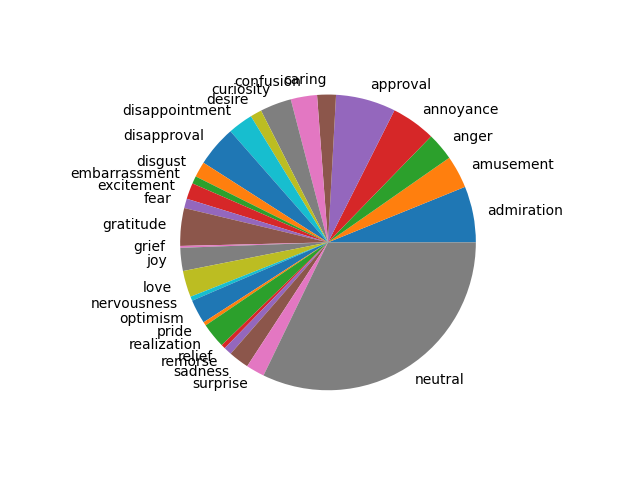 admiration
amusement
anger
annoyance
approval
caring
confusion
curiosity
desire
disappointment
disapproval
disgust
embarrassment
excitement
fear
gratitude
grief
joy
love
nervousness
optimism
pride
realization
relief
remorse
sadness
surprise
neutral